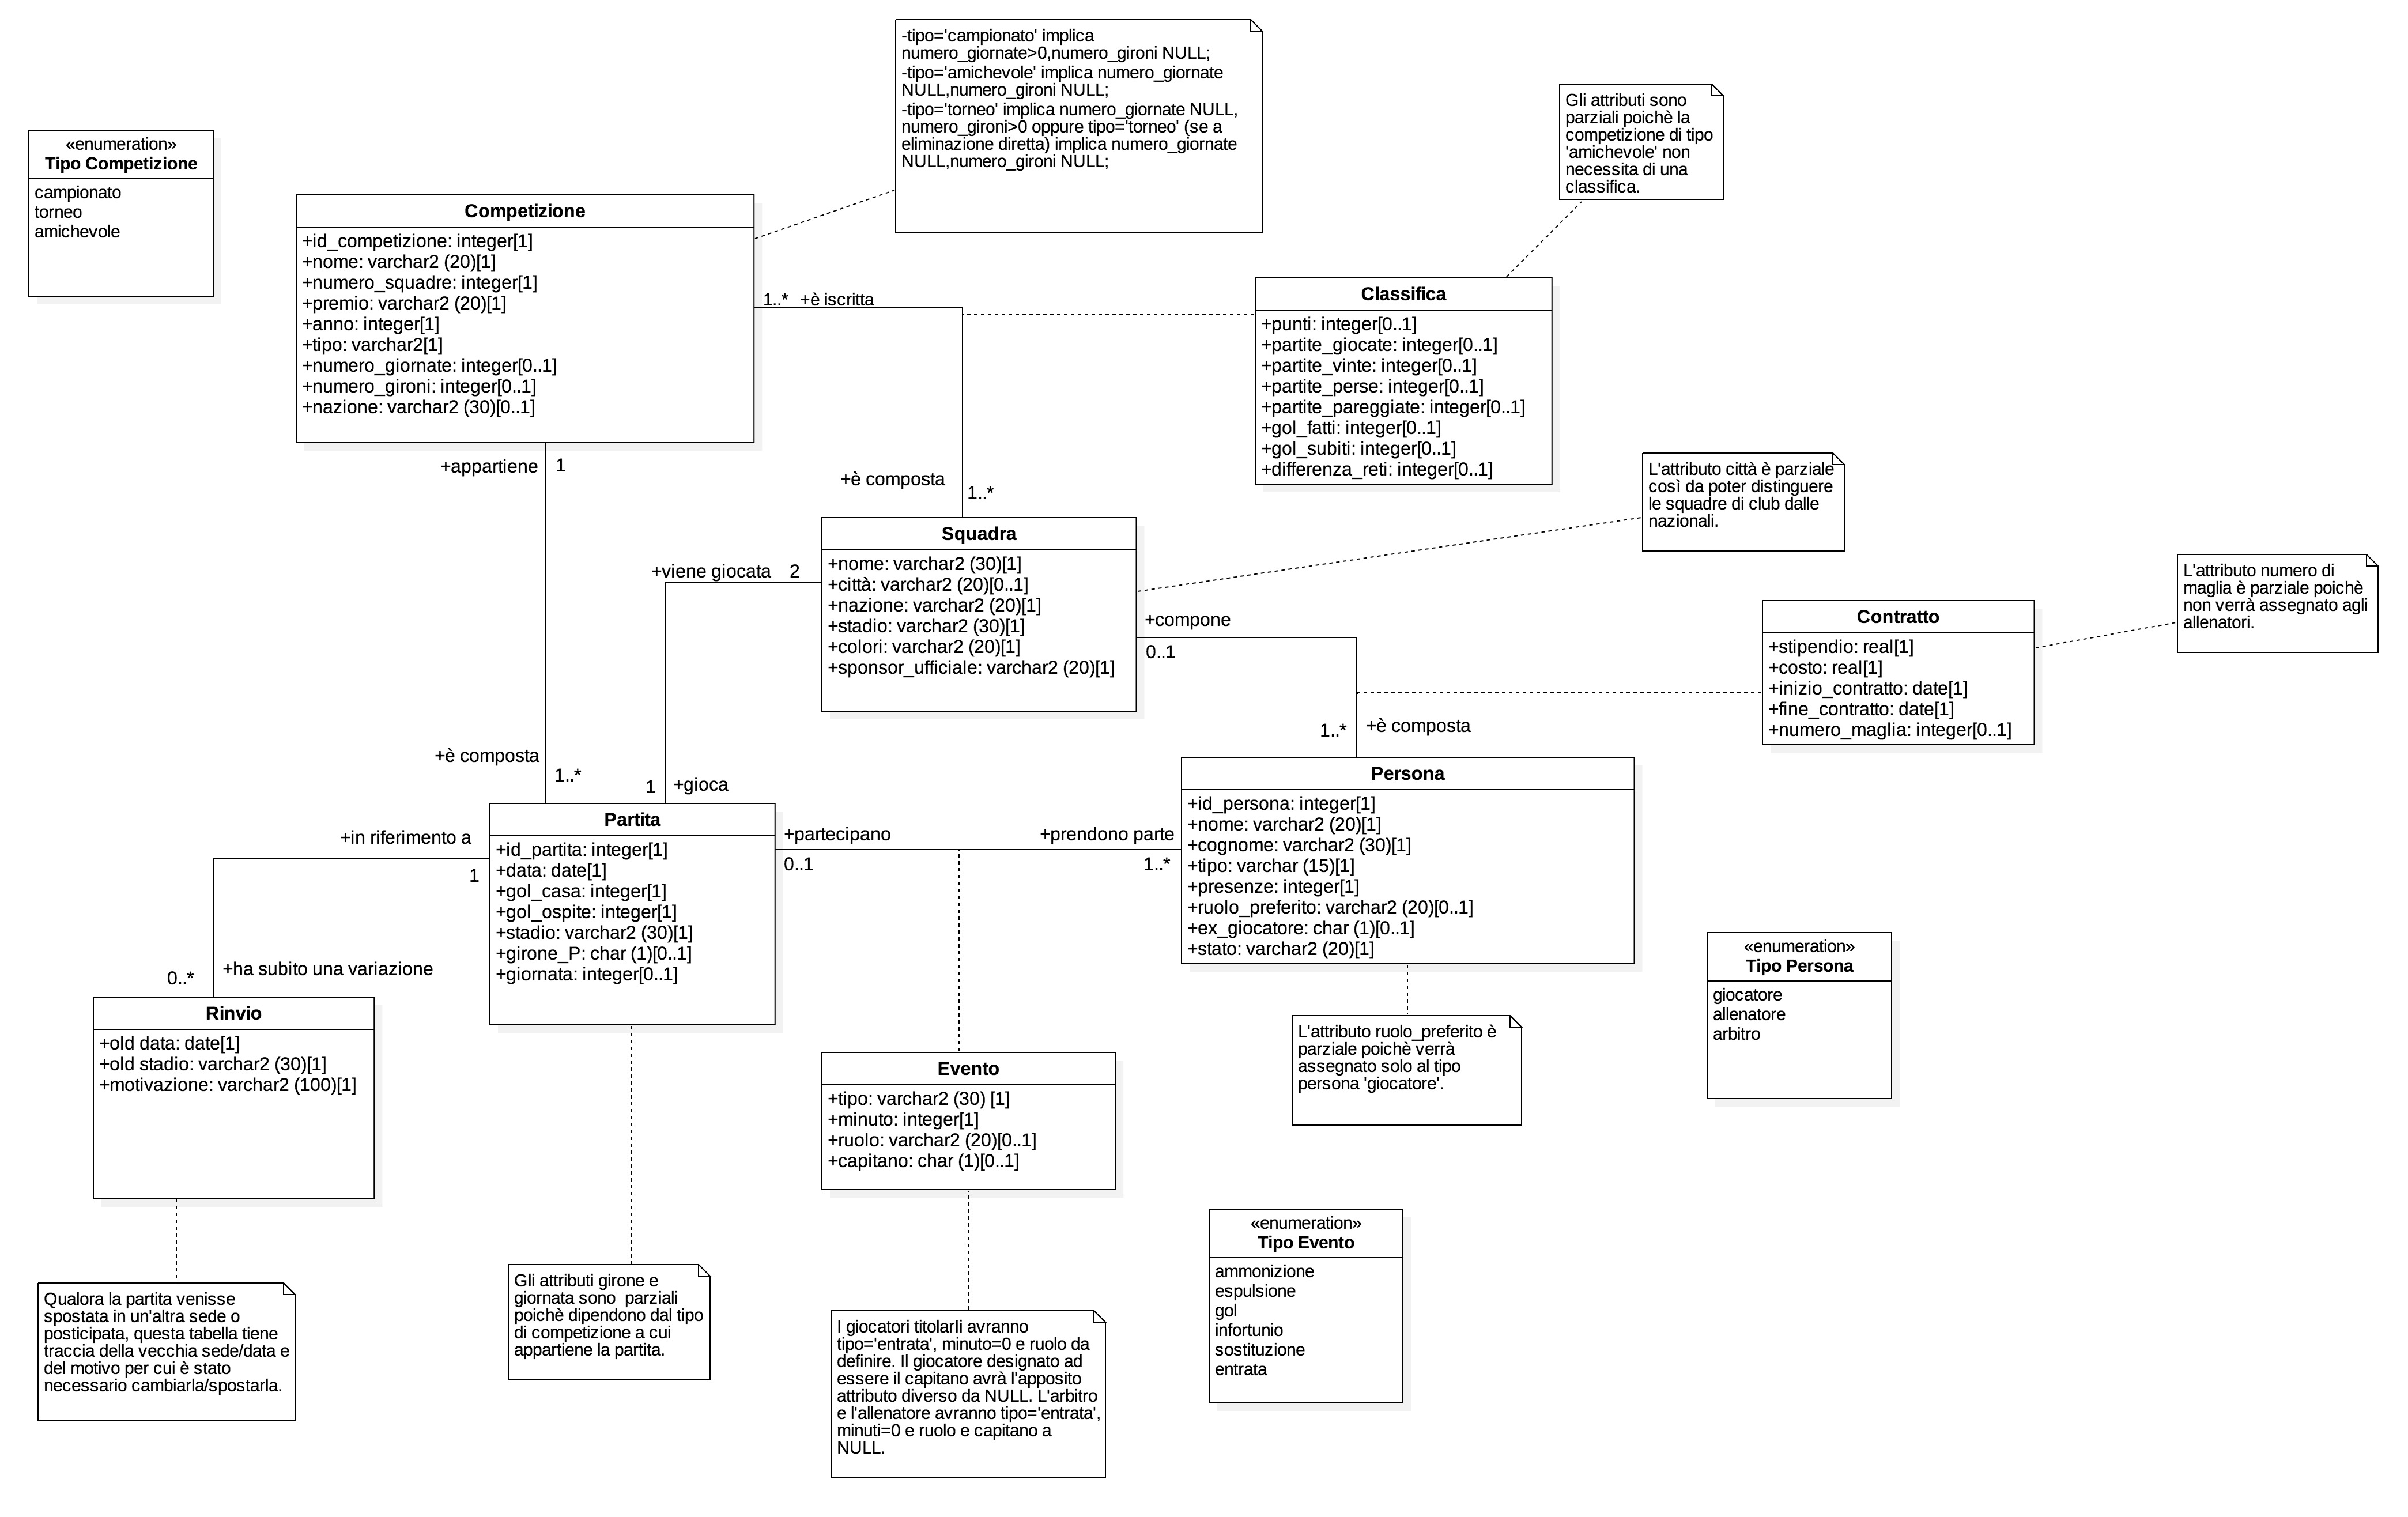 -tipo='campionato' implica
numero_giornate>0,numero_gironi NULL;
-tipo='amichevole' implica numero_giornate
NULL,numero_gironi NULL;
-tipo='torneo' implica numero_giornate NULL,
numero_gironi>0 oppure tipo='torneo' (se a
eliminazione diretta) implica numero_giornate
NULL,numero_gironi NULL;
Gli attributi sono
parziali poichè la
competizione di tipo
'amichevole' non
necessita di una
classifica.
«enumeration»
Tipo Competizione
campionato
torneo
amichevole
Competizione
+id_competizione: integer[1]
+nome: varchar2 (20)[1]
+numero_squadre: integer[1]
+premio: varchar2 (20)[1]
+anno: integer[1]
+tipo: varchar2[1]
+numero_giornate: integer[0..1]
+numero_gironi: integer[0..1]
+nazione: varchar2 (30)[0..1]
1..* +è iscritta
Classifica
+punti: integer[0..1]
+partite_giocate: integer[0..1]
+partite_vinte: integer[0..1]
+partite_perse: integer[0..1]
+partite_pareggiate: integer[0..1]
+gol_fatti: integer[0..1]
+gol_subiti: integer[0..1]
+differenza_reti: integer[0..1]
+appartiene 1
+è composta 1..*
L'attributo città è parziale
così da poter distinguere
le squadre di club dalle
nazionali.
Squadra
+nome: varchar2 (30)[1]
+città: varchar2 (20)[0..1]
+nazione: varchar2 (20)[1]
+stadio: varchar2 (30)[1]
+colori: varchar2 (20)[1]
+sponsor_ufficiale: varchar2 (20)[1]
+viene giocata 2
+compone
0..1
L'attributo numero di
maglia è parziale poichè
non verrà assegnato agli
allenatori.
Contratto
+stipendio: real[1]
+costo: real[1]
+inizio_contratto: date[1]
+fine_contratto: date[1]
+numero_maglia: integer[0..1]
1..* +è composta
+è composta
1..*
1 +gioca
Persona
+id_persona: integer[1]
+nome: varchar2 (20)[1]
+cognome: varchar2 (30)[1]
+tipo: varchar (15)[1]
+presenze: integer[1]
+ruolo_preferito: varchar2 (20)[0..1]
+ex_giocatore: char (1)[0..1]
+stato: varchar2 (20)[1]
Partita
+id_partita: integer[1]
+data: date[1]
+gol_casa: integer[1]
+gol_ospite: integer[1]
+stadio: varchar2 (30)[1]
+girone_P: char (1)[0..1]
+giornata: integer[0..1]
+partecipano
0..1
+prendono parte
1..*
+in riferimento a
1
0..* +ha subito una variazione
«enumeration»
Tipo Persona
giocatore
allenatore
arbitro
Rinvio
+old data: date[1]
+old stadio: varchar2 (30)[1]
+motivazione: varchar2 (100)[1]
L'attributo ruolo_preferito è
parziale poichè verrà
assegnato solo al tipo
persona 'giocatore'.
Evento
+tipo: varchar2 (30) [1]
+minuto: integer[1]
+ruolo: varchar2 (20)[0..1]
+capitano: char (1)[0..1]
«enumeration»
Tipo Evento
ammonizione
espulsione
gol
infortunio
sostituzione
entrata
Qualora la partita venisse
spostata in un'altra sede o
posticipata, questa tabella tiene
traccia della vecchia sede/data e
del motivo per cui è stato
necessario cambiarla/spostarla.
Gli attributi girone e
giornata sono  parziali
poichè dipendono dal tipo
di competizione a cui
appartiene la partita.
I giocatori titolarli avranno
tipo='entrata', minuto=0 e ruolo da
definire. Il giocatore designato ad
essere il capitano avrà l'apposito
attributo diverso da NULL. L'arbitro
e l'allenatore avranno tipo='entrata',
minuti=0 e ruolo e capitano a
NULL.